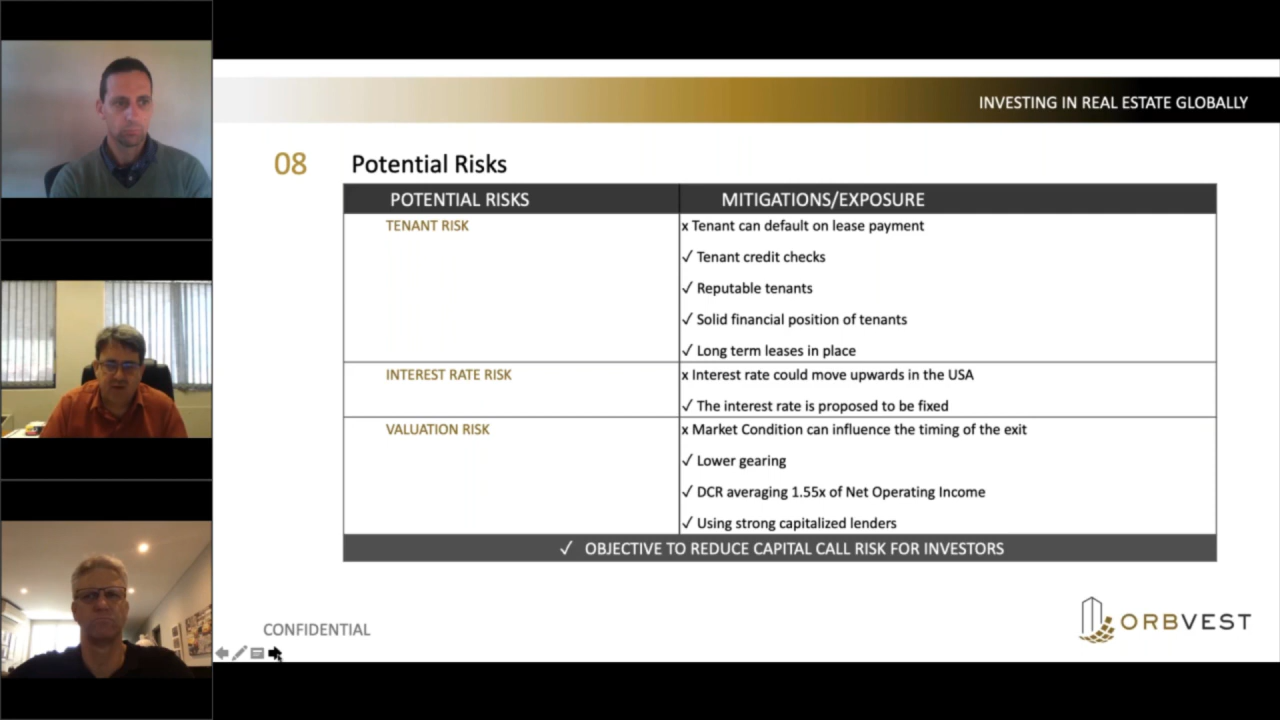 INVESTING IN REAL ESTATE GLOBALLY
08 Potential Risks
POTENTIAL RISKS MITIGATIONS/EXPOSURE
TENANT RISK x Tenant can default on lease payment
✓ Tenant credit checks
✓ Reputable tenants
✓ Solid financial position of tenants
✓ Long term leases in place
INTEREST RATE RISK x Interest rate could move upwards in the USA
✓ The interest rate is proposed to be fixed
VALUATION RISK x Market Condition can influence the timing of the exit
✓ Lower gearing
✓ DCR averaging 1.55x of Net Operating Income
✓ Using strong capitalized lenders
✓ OBJECTIVE TO REDUCE CAPITAL CALL RISK FOR INVESTORS
CONFIDENTIAL
ORBVEST